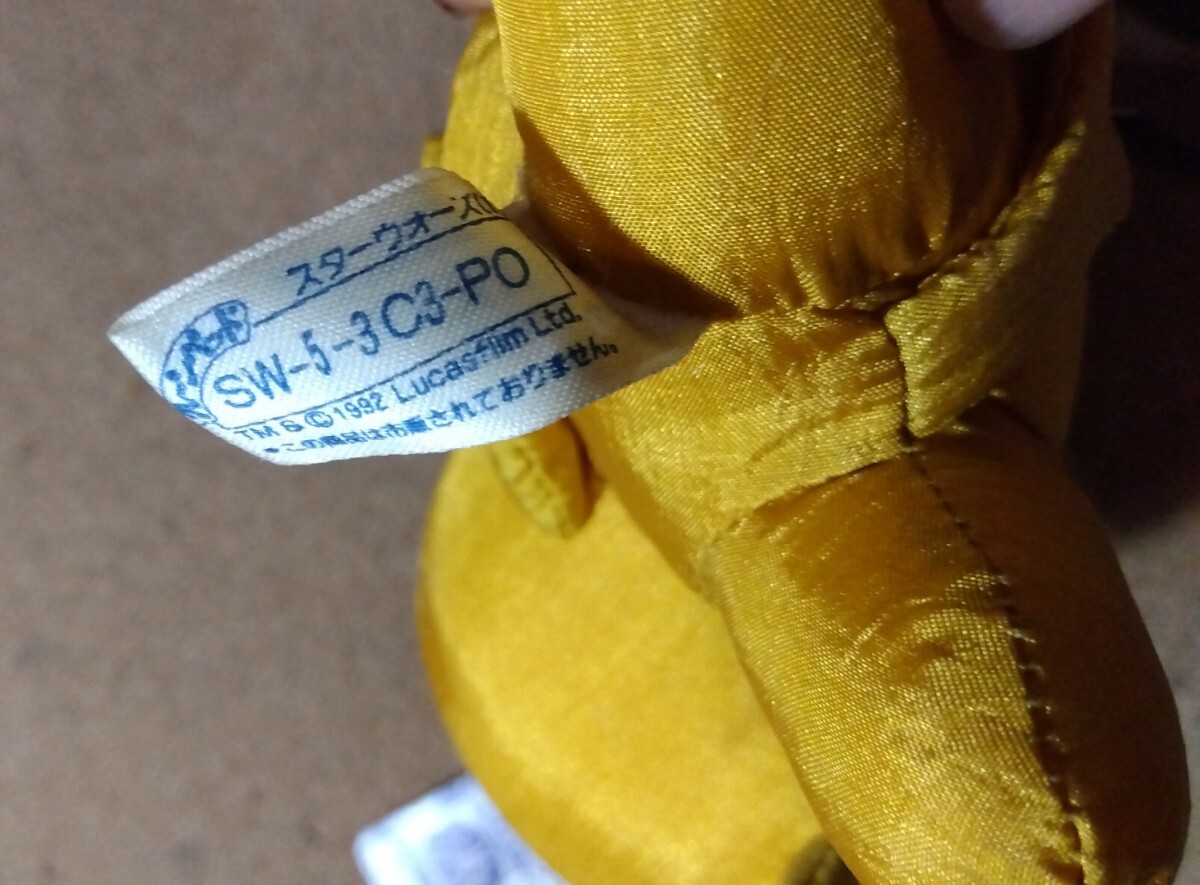 スターウォーズ
SW-5-3 C3-PO
TM & © 1992 Lucasfilm Ltd.
●この商品は市販されておりません。